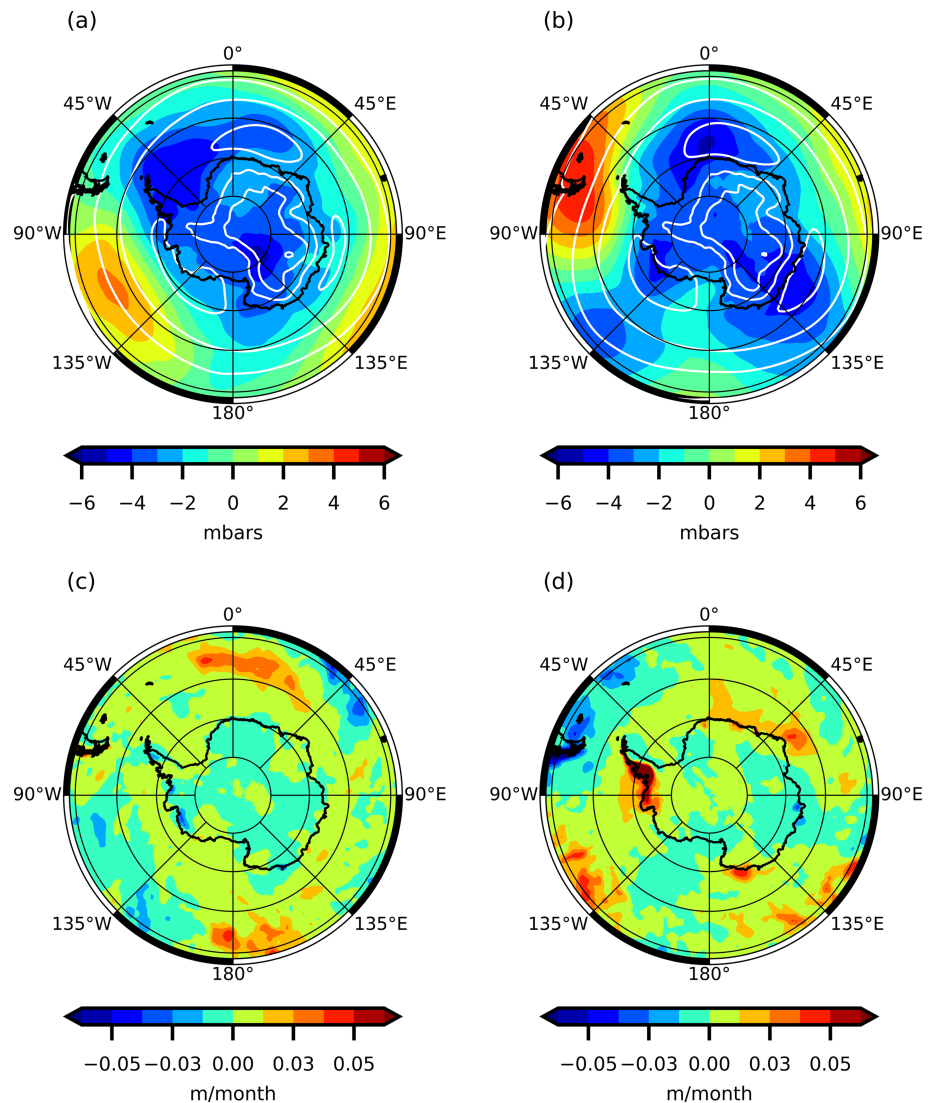 (a) (b)
0° 0°
45°W 45°E 45°W 45°E
90°W 90°E 90°W 90°E
135°W 135°E 135°W 135°E
180° 180°
−6 −4 −2 0 2 4 6 −6 −4 −2 0 2 4 6
mbars mbars
(c) (d)
0° 0°
45°W 45°E 45°W 45°E
90°W 90°E 90°W 90°E
135°W 135°E 135°W 135°E
180° 180°
−0.05 −0.03 0.00 0.03 0.05 −0.05 −0.03 0.00 0.03 0.05
m/month m/month